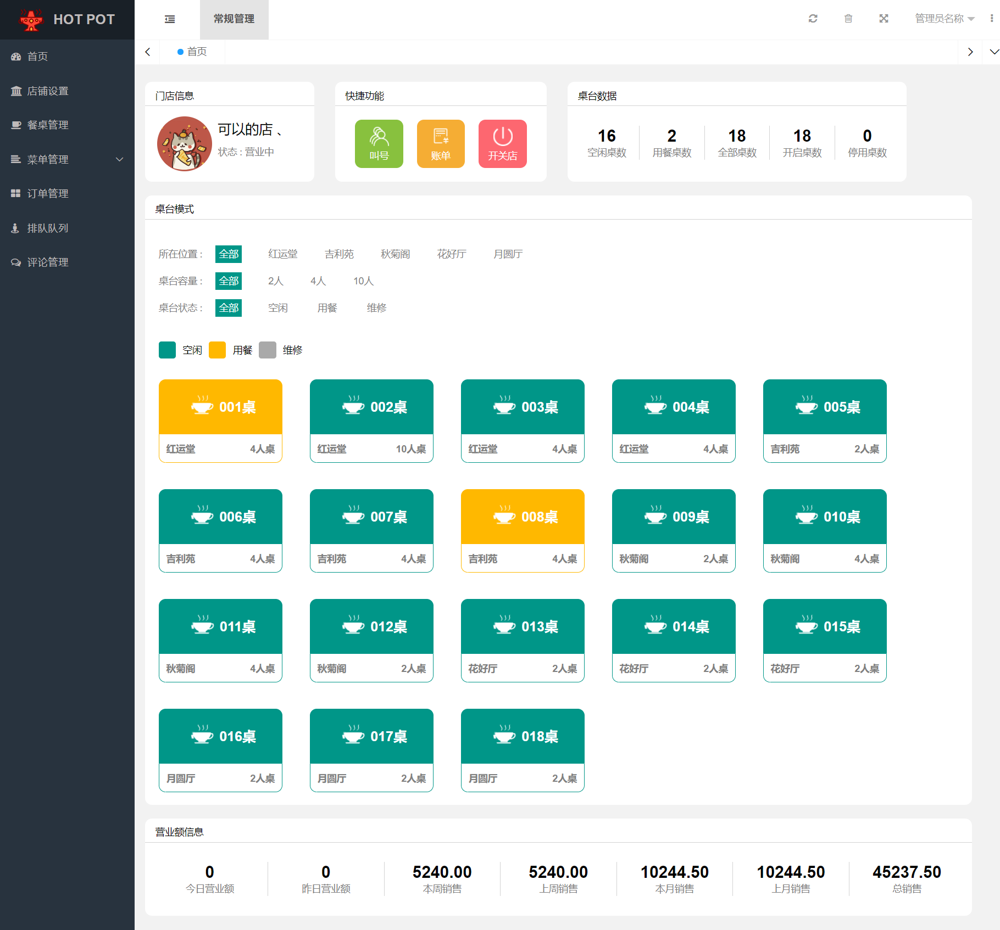 HOT POT
常规管理
管理员名称
首页
首页
店铺设置
餐桌管理
菜单管理
订单管理
排队队列
评论管理
门店信息
可以的店 、
状态 : 营业中
快捷功能
叫号
账单
开关店
桌台数据
16 2 18 18 0
空闲桌数 用餐桌数 全部桌数 开启桌数 停用桌数
桌台模式
所在位置 : 全部 红运堂 吉利苑 秋菊阁 花好厅 月圆厅
桌台容量 : 全部 2人 4人 10人
桌台状态 : 全部 空闲 用餐 维修
空闲 用餐 维修
001桌 002桌 003桌 004桌 005桌
红运堂 4人桌 红运堂 10人桌 红运堂 4人桌 红运堂 4人桌 吉利苑 2人桌
006桌 007桌 008桌 009桌 010桌
吉利苑 4人桌 吉利苑 4人桌 吉利苑 4人桌 秋菊阁 2人桌 秋菊阁 4人桌
011桌 012桌 013桌 014桌 015桌
秋菊阁 4人桌 秋菊阁 2人桌 花好厅 2人桌 花好厅 2人桌 花好厅 2人桌
016桌 017桌 018桌
月圆厅 2人桌 月圆厅 2人桌 月圆厅 2人桌
营业额信息
0 0 5240.00 5240.00 10244.50 10244.50 45237.50
今日营业额 昨日营业额 本周销售 上周销售 本月销售 上月销售 总销售